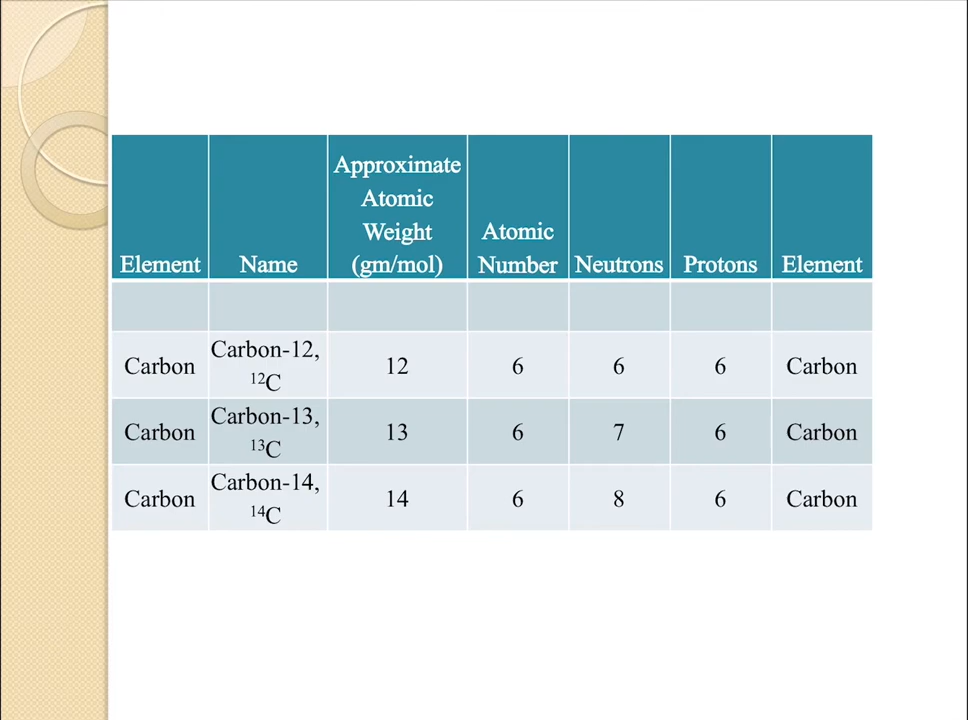 Element Name Approximate Atomic Weight (gm/mol) Atomic Number Neutrons Protons Element
Carbon Carbon-12, ¹²C 12 6 6 6 Carbon
Carbon Carbon-13, ¹³C 13 6 7 6 Carbon
Carbon Carbon-14, ¹⁴C 14 6 8 6 Carbon